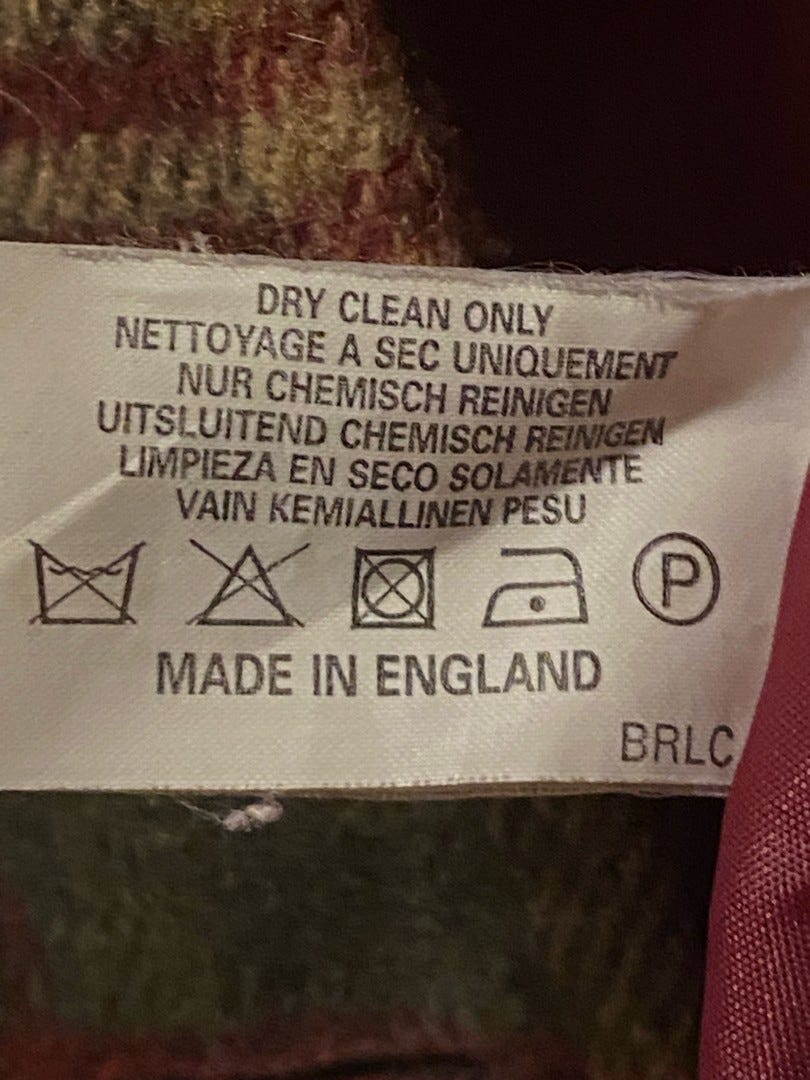 DRY CLEAN ONLY
NETTOYAGE A SEC UNIQUEMENT
NUR CHEMISCH REINIGEN
UITSLUITEND CHEMISCH REINIGEN
LIMPIEZA EN SECO SOLAMENTE
VAIN KEMIALLINEN PESU
P
MADE IN ENGLAND
BRLC